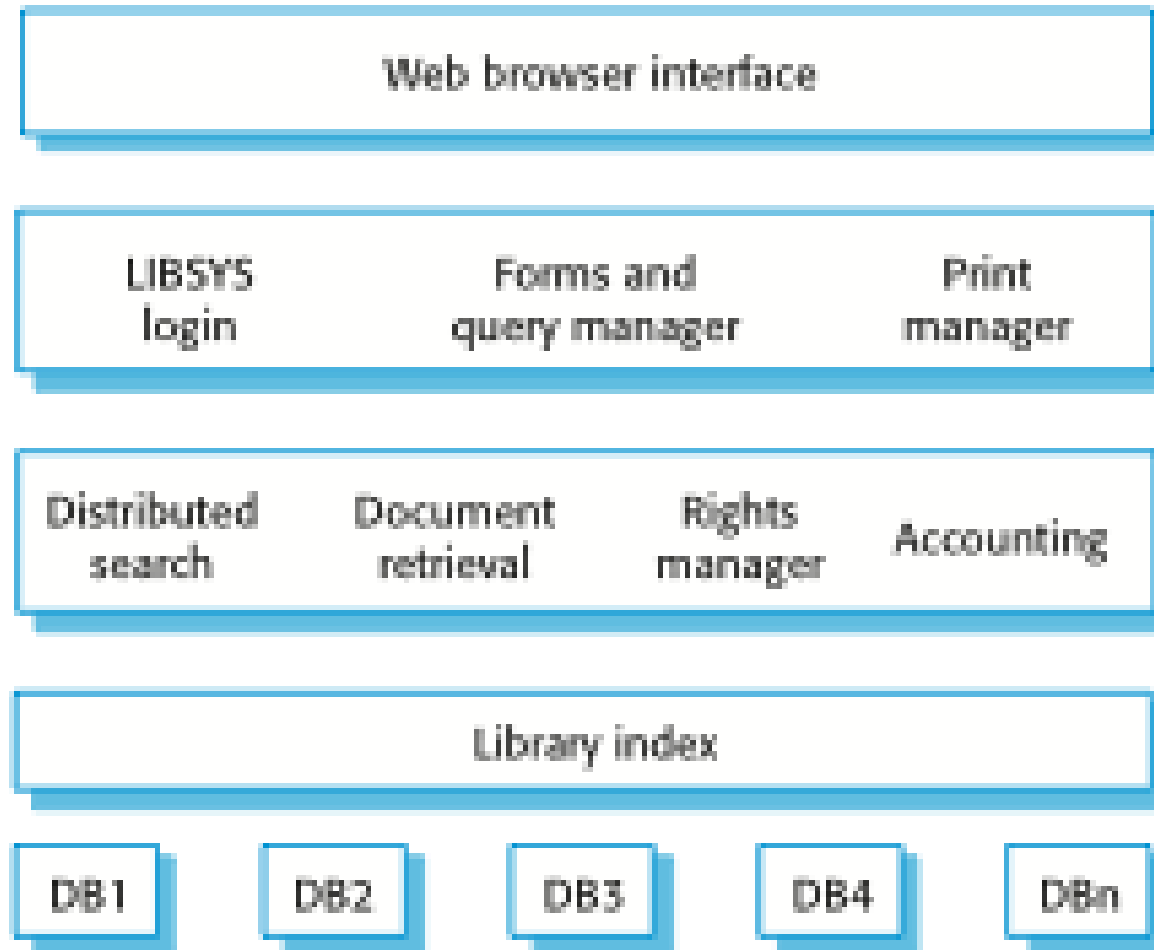 Web browser interface
LIBSYS
login
Forms and
query manager
Print
manager
Distributed
search
Document
retrieval
Rights
manager
Accounting
Library index
DB1
DB2
DB3
DB4
DBn